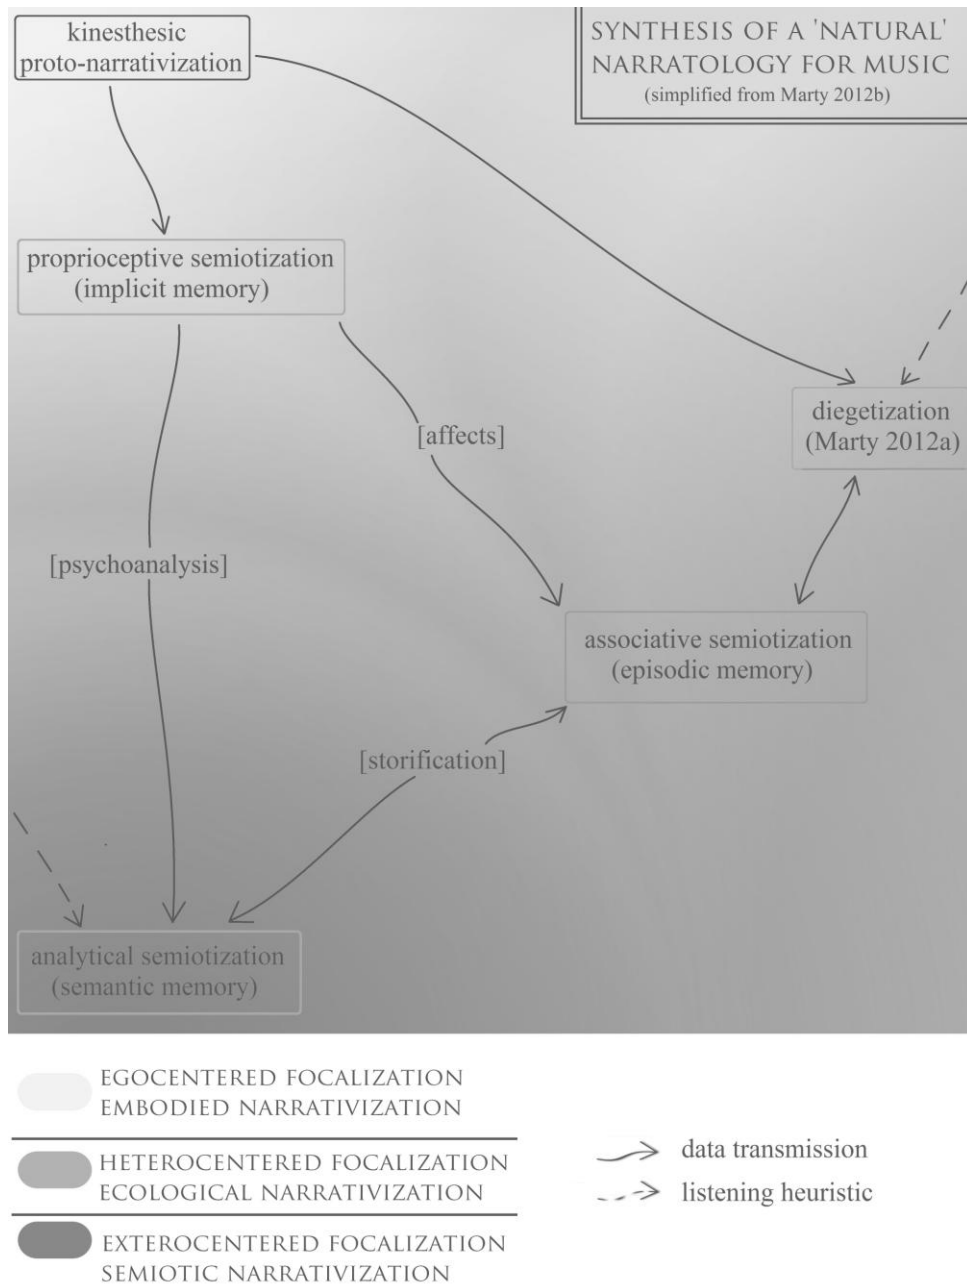 kinesthesic
proto-narrativization
SYNTHESIS OF A 'NATURAL'
NARRATOLOGY FOR MUSIC
(simplified from Marty 2012b)
proprioceptive semiotization
(implicit memory)
diegetization
(Marty 2012a)
[affects]
[psychoanalysis]
associative semiotization
(episodic memory)
[storification]
analytical semiotization
(semantic memory)
EGOCENTERED FOCALIZATION
EMBODIED NARRATIVIZATION
HETEROCENTERED FOCALIZATION
ECOLOGICAL NARRATIVIZATION
EXTEROCENTERED FOCALIZATION
SEMIOTIC NARRATIVIZATION
data transmission
listening heuristic